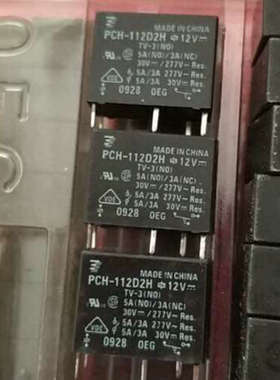 MADE IN CHINA
PCH-112D2H 12V⎓
TV-3(NO)
5A(NO)/3A(NC)
30V⎓/277V~Res.
5A/3A 277V~ Res.
5A/3A 30V⎓ Res.
VDE
0928 OEG
MADE IN CHINA
PCH-112D2H 12V⎓
TV-3(NO)
5A(NO)/3A(NC)
30V⎓/277V~Res.
5A/3A 277V~ Res.
5A/3A 30V⎓ Res.
VDE
0928 OEG
MADE IN CHINA
PCH-112D2H 12V⎓
TV-3(NO)
5A(NO)/3A(NC)
30V⎓/277V~ Res.
5A/3A 277V~ Res.
5A/3A 30V⎓ Res.
VDE
0928 OEG